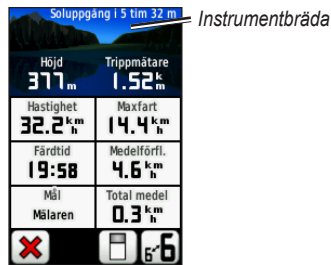 Soluppgång i 5 tim 32 m
Instrumentbräda
Höjd Trippmätare
377m 1.52km
Hastighet Maxfart
32.2km/h 14.4km/h
Färdtid Medelförfl.
19:58 4.6km/h
Mål Total medel
Mälaren 0.3km/h
6/6